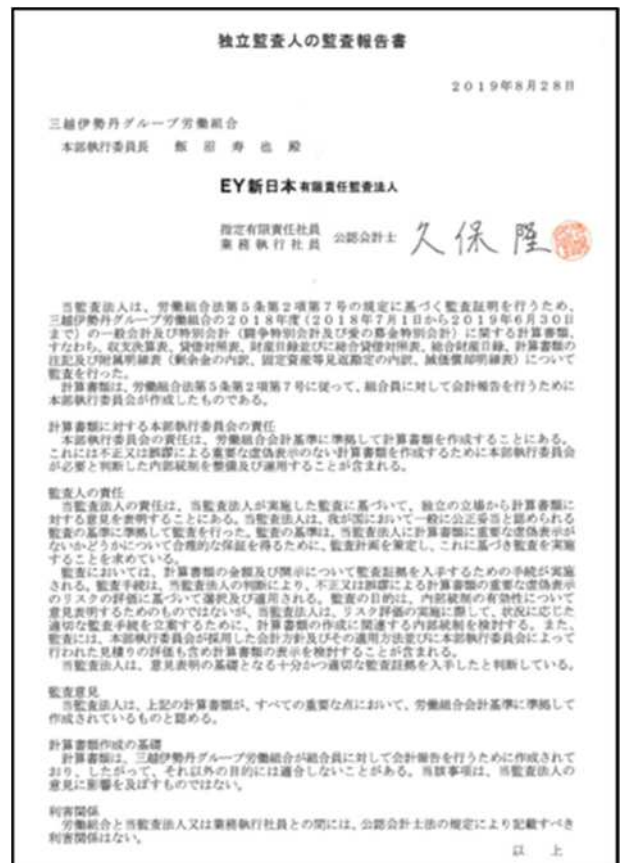 独立監査人の監査報告書
2019年8月28日
三越伊勢丹グループ労働組合
本部執行委員長 飯沼寿也 殿
EY新日本有限責任監査法人
指定有限責任社員
業務執行社員 公認会計士 久保隆
当監査法人は、労働組合法第5条第2項第7号の規定に基づく監査証明を行うため、
三越伊勢丹グループ労働組合の2018年度(2018年7月1日から2019年6月30日
まで)の一般会計及び特別会計(闘争特別会計及び愛の募金特別会計)に関する計算書類、
すなわち、収支決算表、貸借対照表、財産目録並びに総合貸借対照表、総合財産目録、計算書類の
注記及び附属明細表(剰余金の内訳、固定資産等見返勘定の内訳、減価償却明細表)について
監査を行った。
計算書類は、労働組合法第5条第2項第7号に従って、組合員に対して会計報告を行うために
本部執行委員会が作成したものである。
計算書類に対する本部執行委員会の責任
本部執行委員会の責任は、労働組合会計基準に準拠して計算書類を作成することにある。
これには不正又は誤謬による重要な虚偽表示のない計算書類を作成するために本部執行委員会
が必要と判断した内部統制を整備及び運用することが含まれる。
監査人の責任
当監査法人の責任は、当監査法人が実施した監査に基づいて、独立の立場から計算書類に
対する意見を表明することにある。当監査法人は、我が国において一般に公正妥当と認められる
監査の基準に準拠して監査を行った。監査の基準は、当監査法人に計算書類に重要な虚偽表示が
ないかどうかについて合理的な保証を得るために、監査計画を策定し、これに基づき監査を実施
することを求めている。
監査においては、計算書類の金額及び開示について監査証拠を入手するための手続が実施
される。監査手続は、当監査法人の判断により、不正又は誤謬による計算書類の重要な虚偽表示
のリスクの評価に基づいて選択及び適用される。監査の目的は、内部統制の有効性について
意見表明するためのものではないが、当監査法人は、リスク評価の実施に際して、状況に応じた
適切な監査手続を立案するために、計算書類の作成に関連する内部統制を検討する。また、
監査には、本部執行委員会が採用した会計方針及びその適用方法並びに本部執行委員会によって
行われた見積りの評価も含め計算書類の表示を検討することが含まれる。
当監査法人は、意見表明の基礎となる十分かつ適切な監査証拠を入手したと判断している。
監査意見
当監査法人は、上記の計算書類が、すべての重要な点において、労働組合会計基準に準拠して
作成されているものと認める。
計算書類作成の基礎
計算書類は、三越伊勢丹グループ労働組合が組合員に対して会計報告を行うために作成されて
おり、したがって、それ以外の目的には適合しないことがある。当該事項は、当監査法人の
意見に影響を及ぼすものではない。
利害関係
労働組合と当監査法人又は業務執行社員との間には、公認会計士法の規定により記載すべき
利害関係はない。
以上